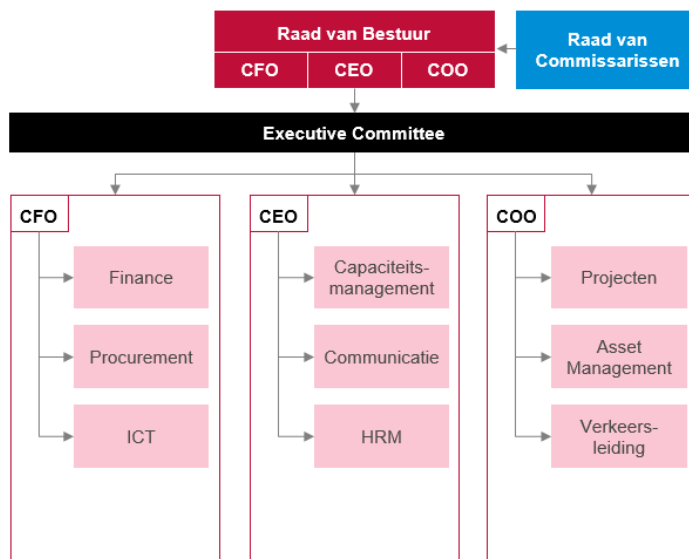 Raad van Bestuur
CFO CEO COO
Raad van
Commissarissen
Executive Committee
CFO
Finance
Procurement
ICT
CEO
Capaciteits-
management
Communicatie
HRM
COO
Projecten
Asset
Management
Verkeers-
leiding